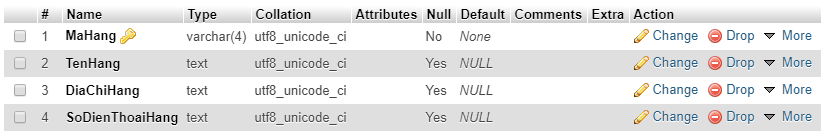 # Name Type Collation Attributes Null Default Comments Extra Action
1 MaHang varchar(4) utf8_unicode_ci No None Change Drop More
2 TenHang text utf8_unicode_ci Yes NULL Change Drop More
3 DiaChiHang text utf8_unicode_ci Yes NULL Change Drop More
4 SoDienThoaiHang text utf8_unicode_ci Yes NULL Change Drop More